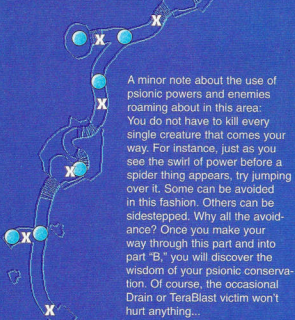 X
X
A minor note about the use of
psionic powers and enemies
roaming about in this area:
X
You do not have to kill every
single creature that comes your
way. For instance, just as you
see the swirl of power before a
X
spider thing appears, try jumping
over it. Some can be avoided
in this fashion. Others can be
sidestepped. Why all the avoid-
ance? Once you make your
way through this part and into
X
part "B," you will discover the
wisdom of your psionic conserva-
tion. Of course, the occasional
Drain or TeraBlast victim won't
X
hurt anything...